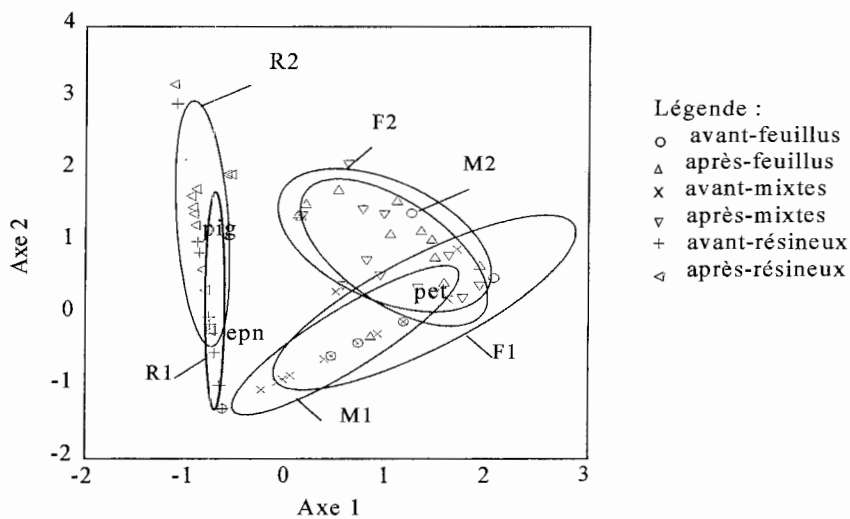 4
3
2
1
0
-1
-2
-2
-1
0
1
2
3
Axe 2
Axe 1
R2
F2
M2
pig
epn
pet
R1
M1
F1
Légende :
avant-feuillus
après-feuillus
avant-mixtes
après-mixtes
avant-résineux
après-résineux